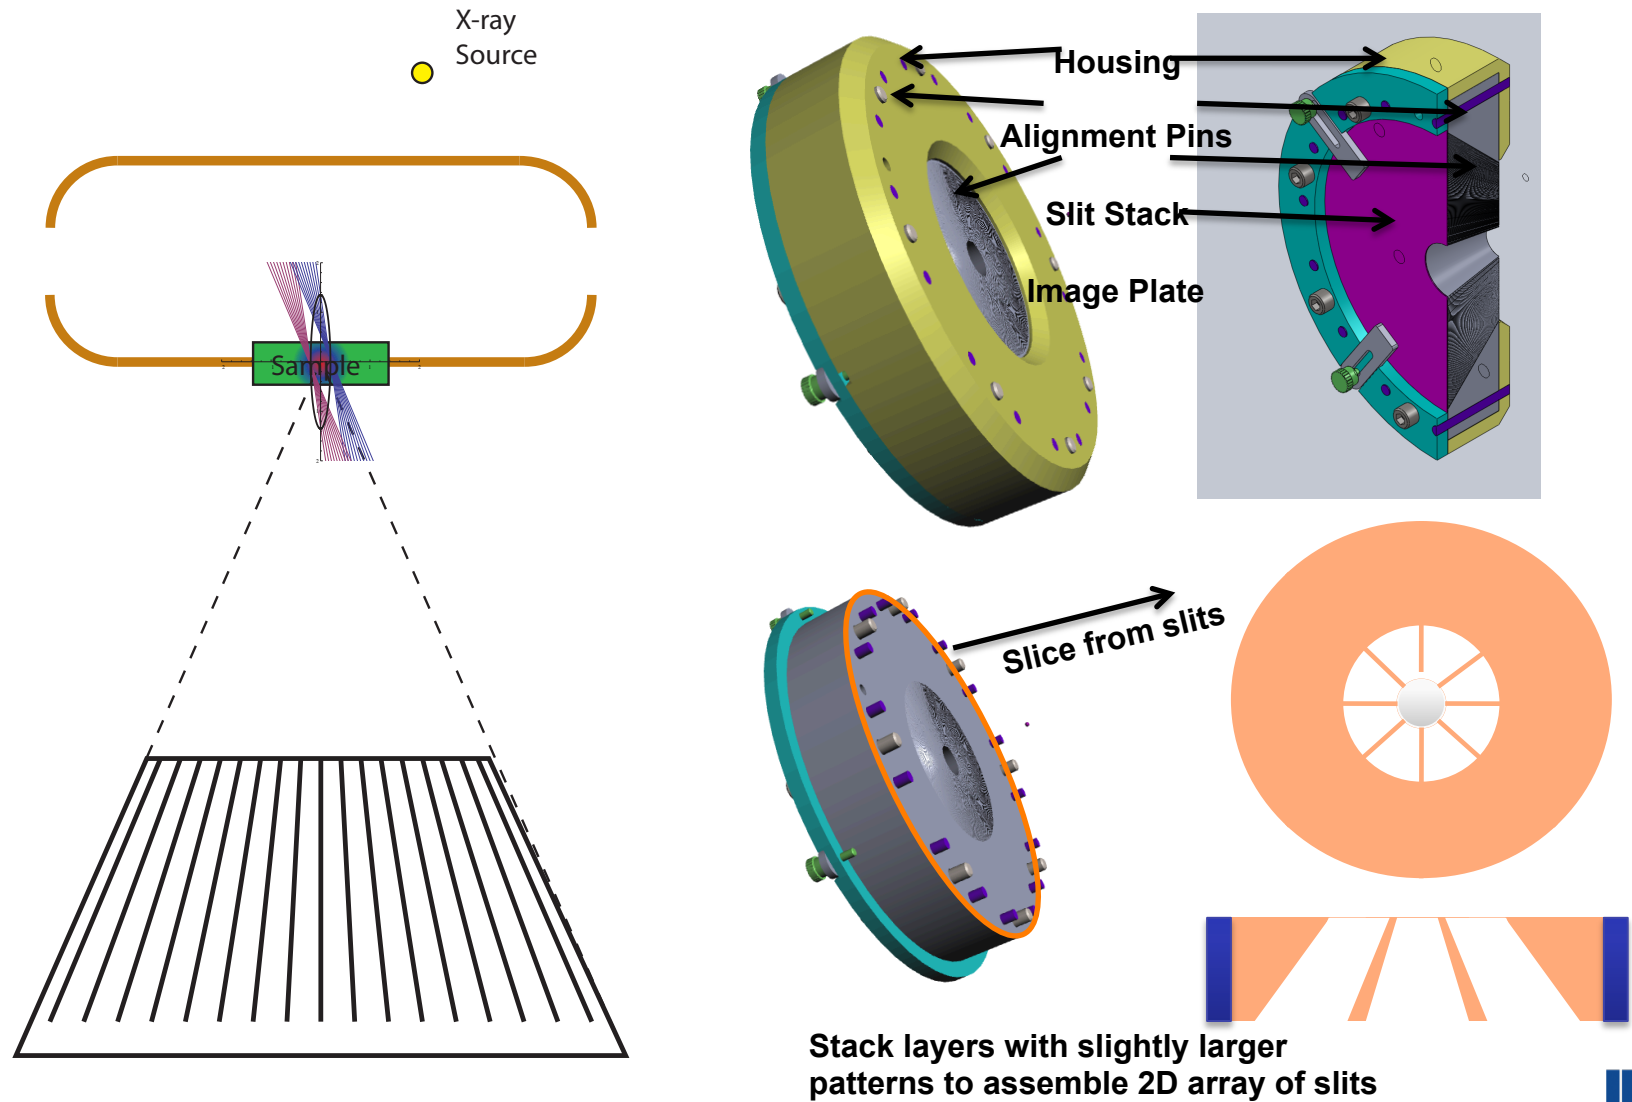 X-ray
Source
Sample
Housing
Alignment Pins
Slit Stack
Image Plate
Slice from slits
Stack layers with slightly larger
patterns to assemble 2D array of slits